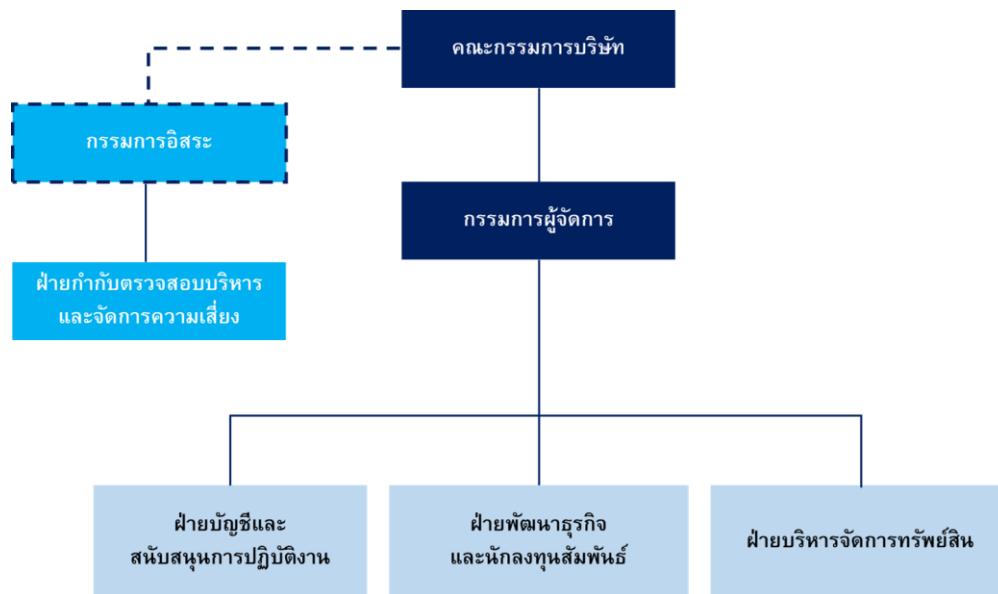 คณะกรรมการบริษัท
กรรมการอิสระ
กรรมการผู้จัดการ
ฝ่ายกำกับตรวจสอบบริหาร
และจัดการความเสี่ยง
ฝ่ายบัญชีและ
สนับสนุนการปฏิบัติงาน
ฝ่ายพัฒนาธุรกิจ
และนักลงทุนสัมพันธ์
ฝ่ายบริหารจัดการทรัพย์สิน